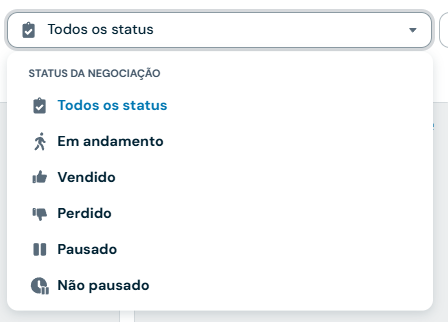 Todos os status
STATUS DA NEGOCIAÇÃO
Todos os status
Em andamento
Vendido
Perdido
Pausado
Não pausado